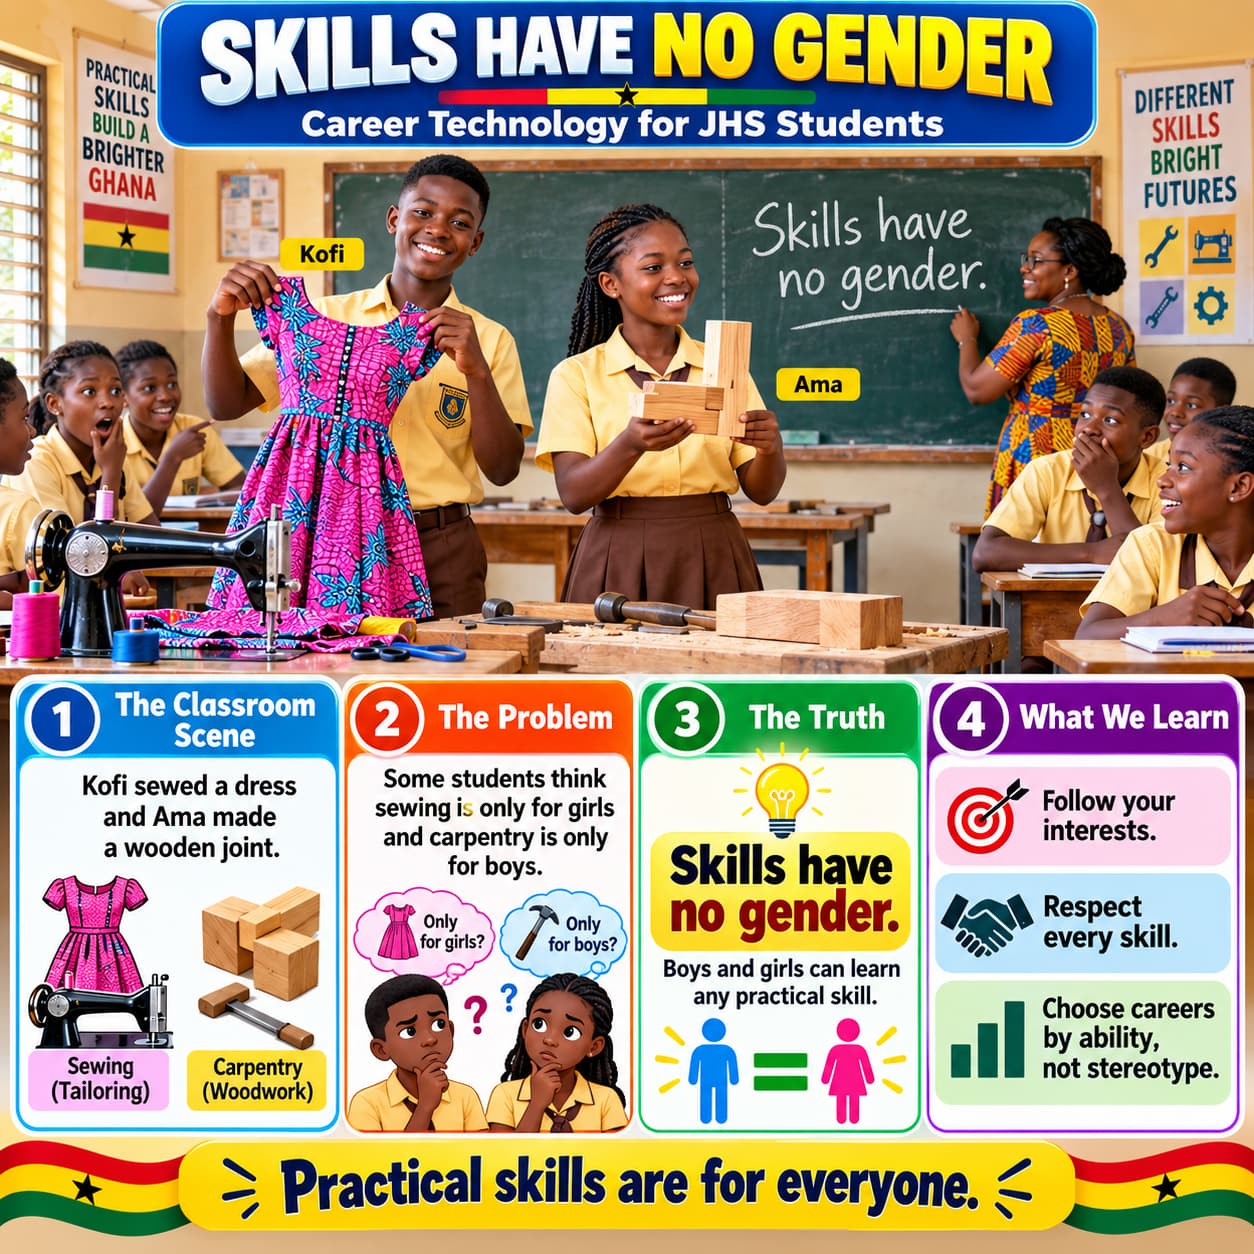 SKILLS HAVE NO GENDER
Career Technology for JHS Students
PRACTICAL
SKILLS
BUILD A
BRIGHTER
GHANA
DIFFERENT
SKILLS
BRIGHT
FUTURES
Kofi
Skills have
no gender.
Ama
1
The Classroom
Scene
Kofi sewed a dress
and Ama made
a wooden joint.
Sewing
(Tailoring)
Carpentry
(Woodwork)
2
The Problem
Some students think
sewing is only for girls
and carpentry is only
for boys.
Only
for girls?
Only
for boys?
?
?
3
The Truth
Skills have
no gender.
Boys and girls can learn
any practical skill.
=
4
What We Learn
Follow your
interests.
Respect
every skill.
Choose careers
by ability,
not stereotype.
Practical skills are for everyone.